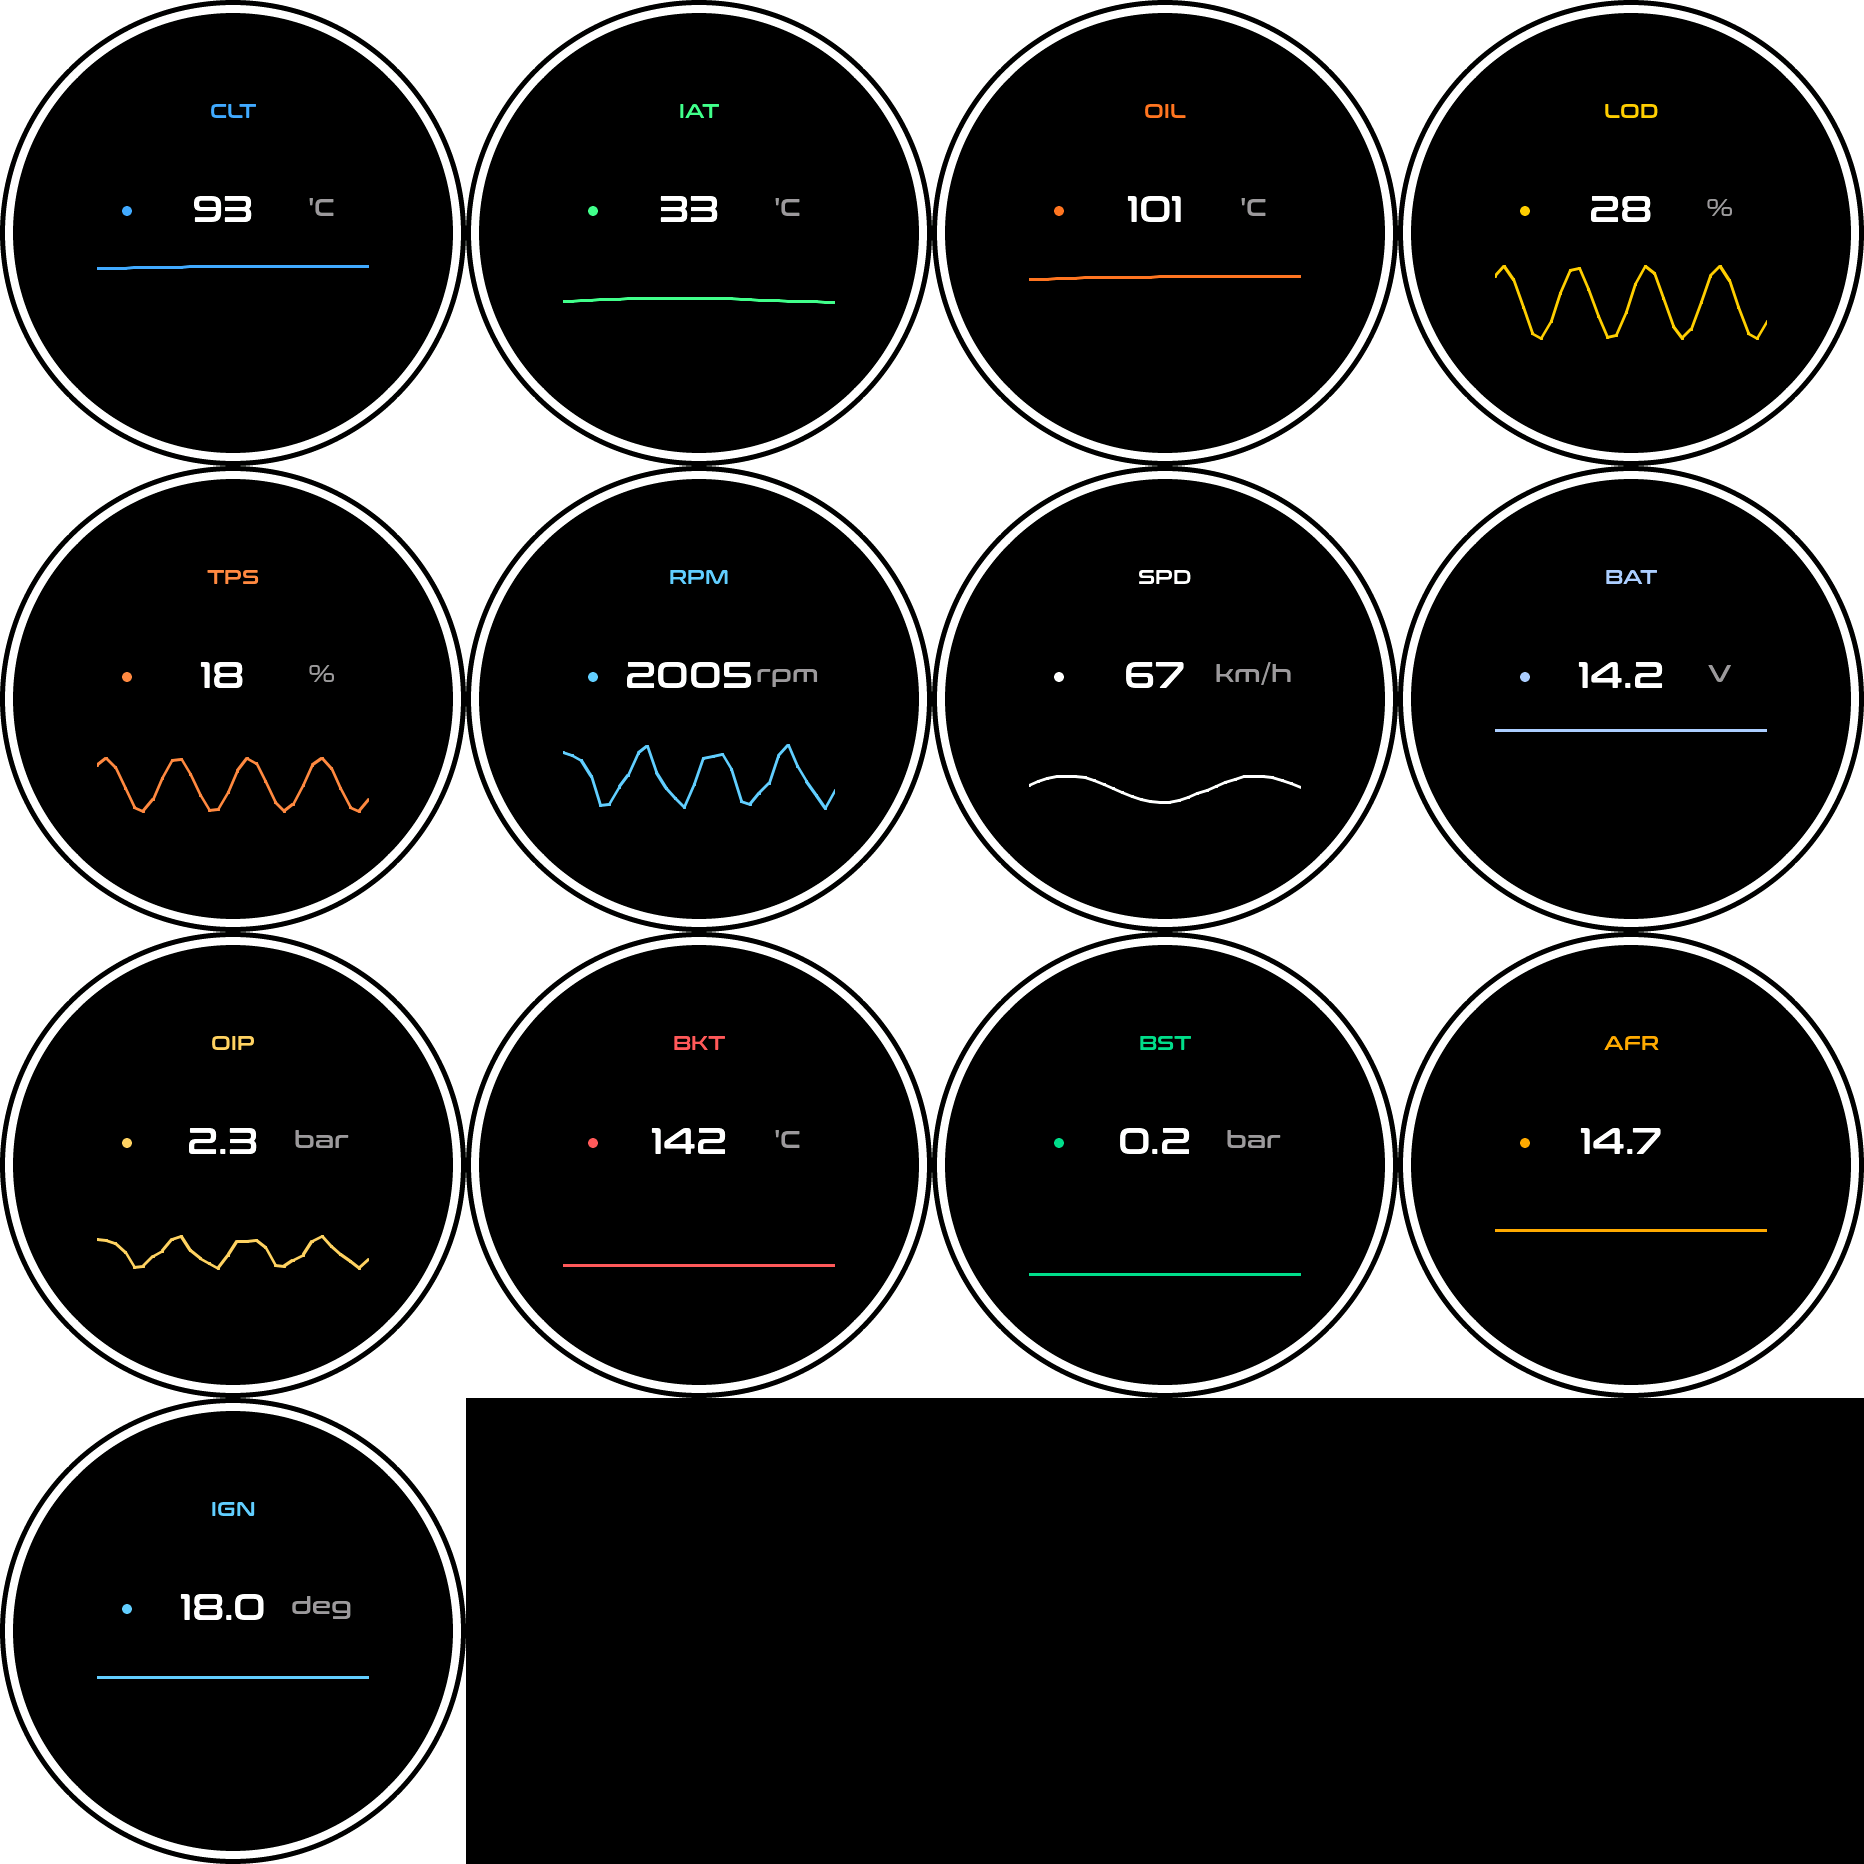 CLT
93 'C
IAT
33 'C
OIL
101 'C
LOD
28 %
TPS
18 %
RPM
2005 rpm
SPD
67 km/h
BAT
14.2 V
OIP
2.3 bar
BKT
142 'C
BST
0.2 bar
AFR
14.7
IGN
18.0 deg